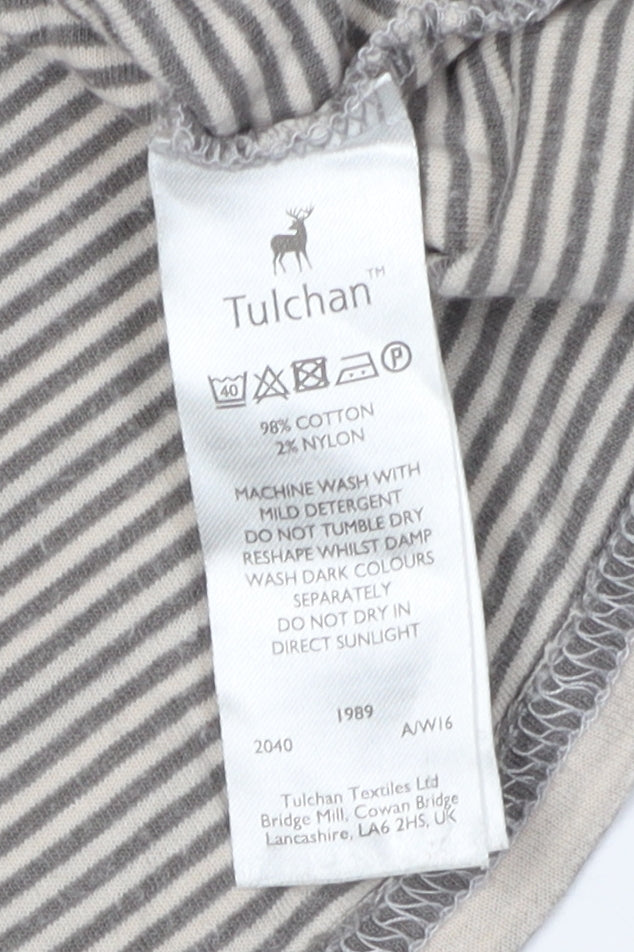 Tulchan™
40 P
98% COTTON
2% NYLON
MACHINE WASH WITH
MILD DETERGENT
DO NOT TUMBLE DRY
RESHAPE WHILST DAMP
WASH DARK COLOURS
SEPARATELY
DO NOT DRY IN
DIRECT SUNLIGHT
1989
2040 A/W16
Tulchan Textiles Ltd
Bridge Mill, Cowan Bridge
Lancashire, LA6 2HS, UK